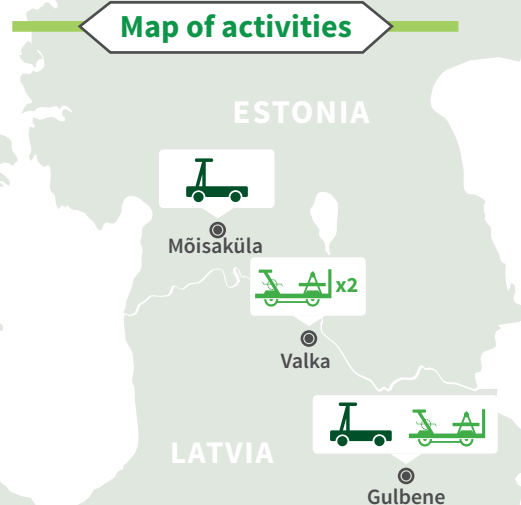 Map of activities
ESTONIA
Mõisaküla
x2
Valka
LATVIA
Gulbene